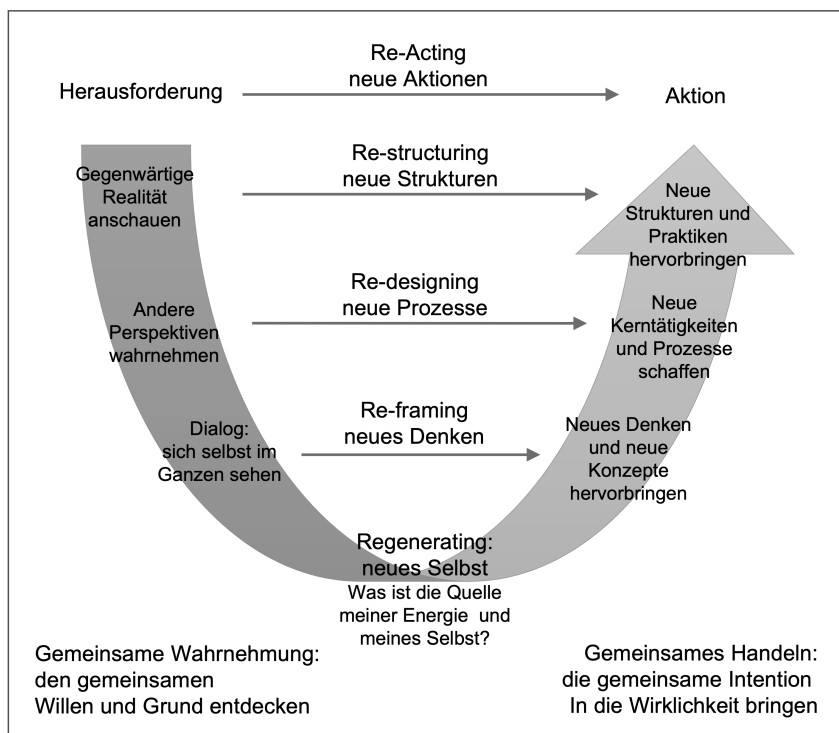 Re-Acting
neue Aktionen
Herausforderung
Aktion
Re-structuring
neue Strukturen
Gegenwärtige
Realität
anschauen
Neue
Strukturen und
Praktiken
hervorbringen
Re-designing
neue Prozesse
Andere
Perspektiven
wahrnehmen
Neue
Kerntätigkeiten
und Prozesse
schaffen
Re-framing
neues Denken
Dialog:
sich selbst im
Ganzen sehen
Neues Denken
und neue
Konzepte
hervorbringen
Regenerating:
neues Selbst
Was ist die Quelle
meiner Energie und
meines Selbst?
Gemeinsame Wahrnehmung:
den gemeinsamen
Willen und Grund entdecken
Gemeinsames Handeln:
die gemeinsame Intention
In die Wirklichkeit bringen